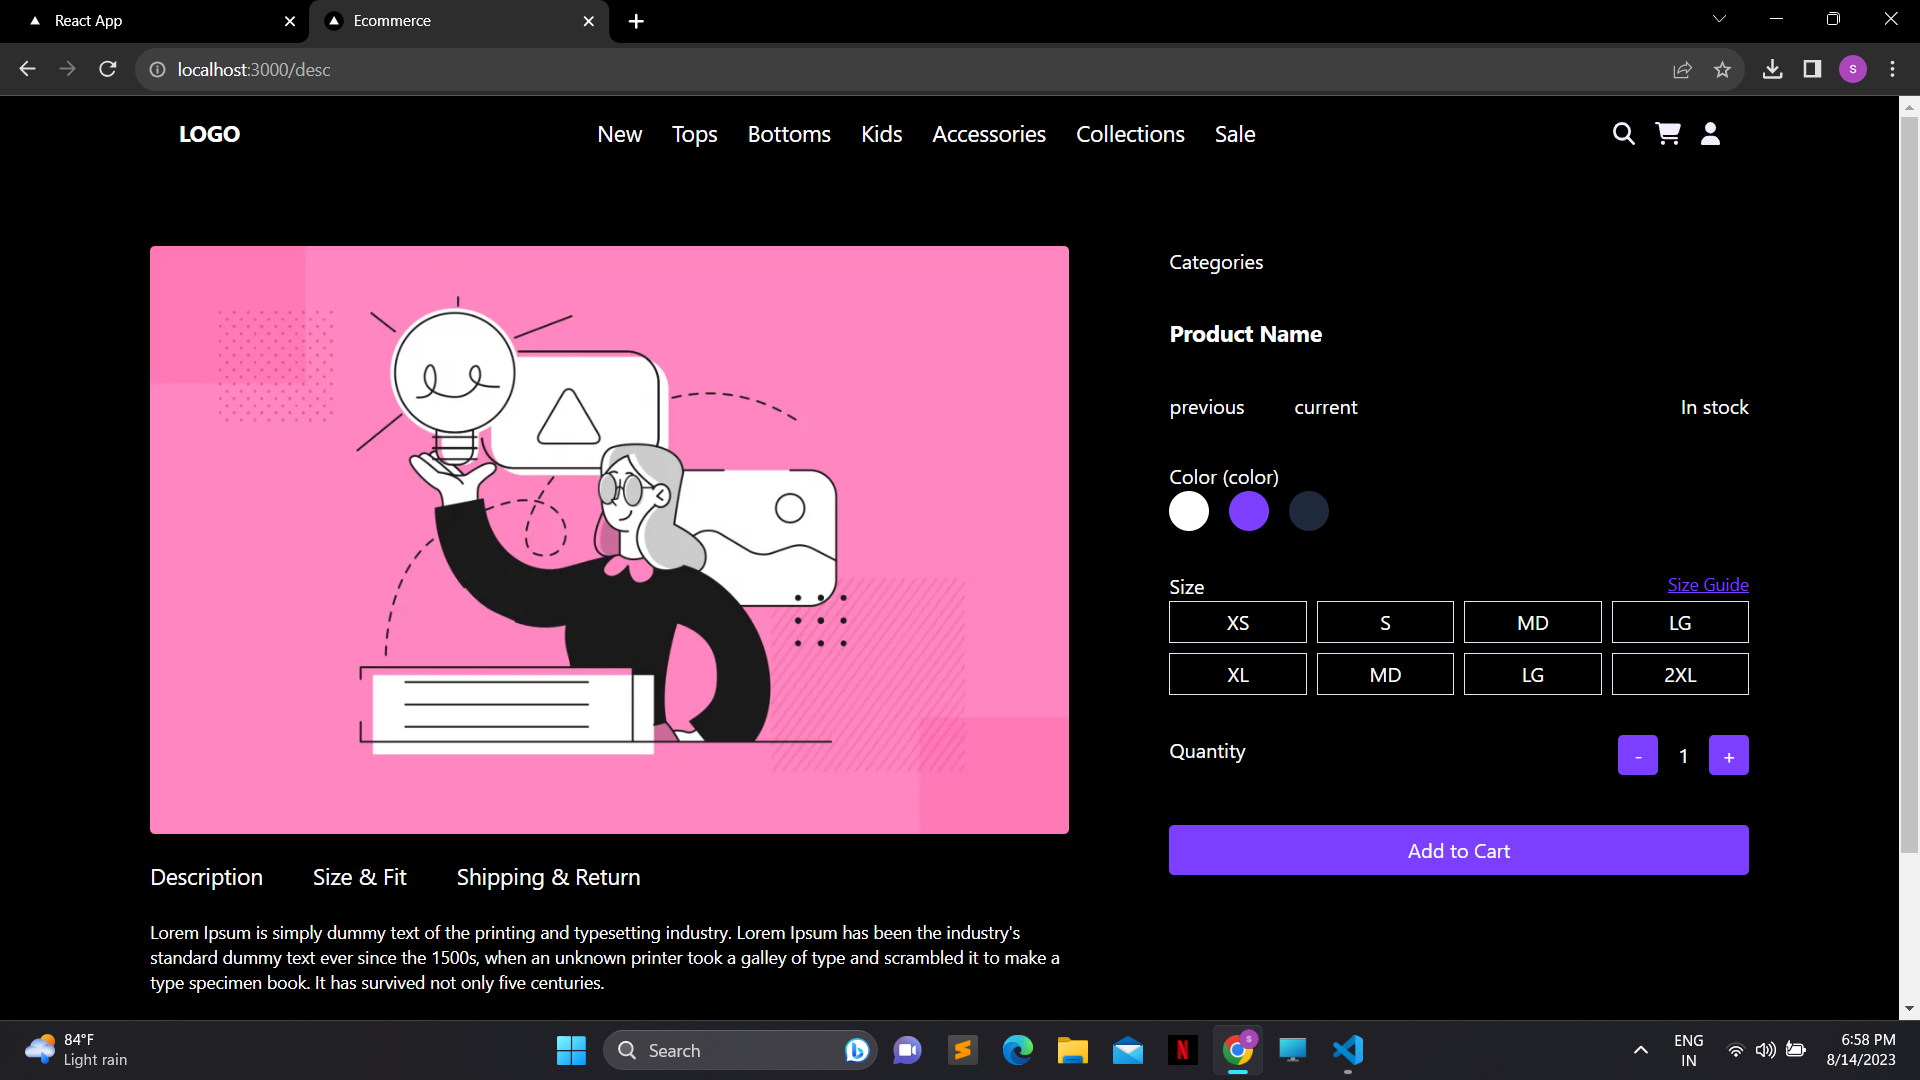 React App
Ecommerce
localhost:3000/desc
S
LOGO
New Tops Bottoms Kids Accessories Collections Sale
Categories
Product Name
previous current In stock
Color (color)
Size Size Guide
XS S MD LG
XL MD LG 2XL
Quantity - 1 +
Add to Cart
Description Size & Fit Shipping & Return
Lorem Ipsum is simply dummy text of the printing and typesetting industry. Lorem Ipsum has been the industry's
standard dummy text ever since the 1500s, when an unknown printer took a galley of type and scrambled it to make a
type specimen book. It has survived not only five centuries.
84°F
Light rain
Search
ENG
IN
6:58 PM
8/14/2023